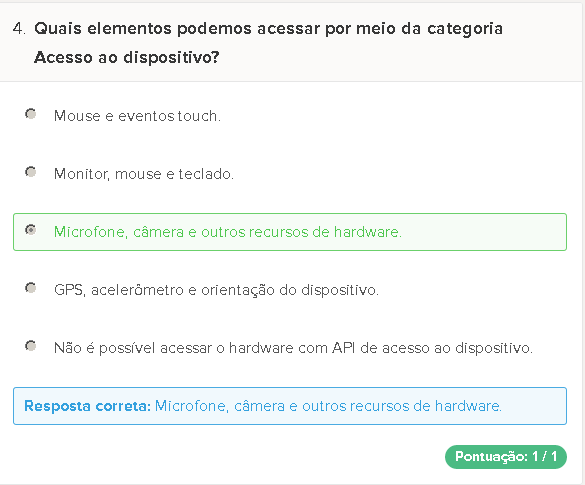 4. Quais elementos podemos acessar por meio da categoria
Acesso ao dispositivo?
Mouse e eventos touch.
Monitor, mouse e teclado.
Microfone, câmera e outros recursos de hardware.
GPS, acelerômetro e orientação do dispositivo.
Não é possível acessar o hardware com API de acesso ao dispositivo.
Resposta correta: Microfone, câmera e outros recursos de hardware.
Pontuação: 1 / 1